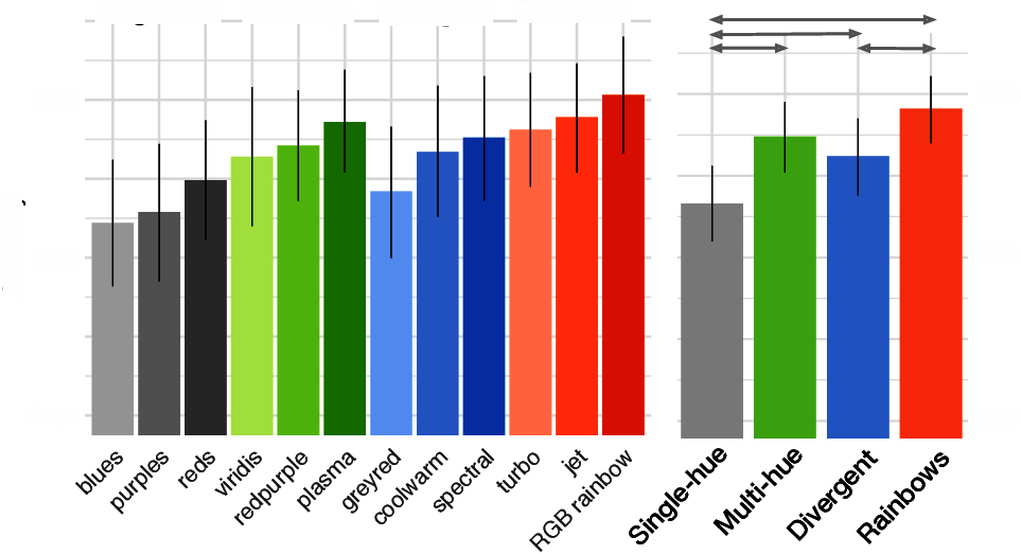 blues
purples
reds
viridis
redpurple
plasma
greyred
coolwarm
spectral
turbo
jet
RGB rainbow
Single-hue
Multi-hue
Divergent
Rainbows